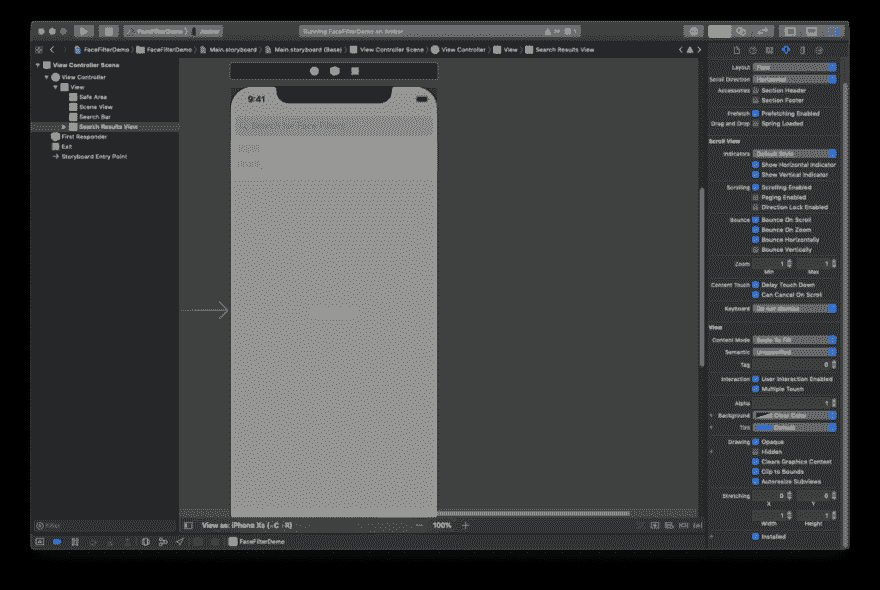 FaceFilterDemo
Amber
Running FaceFilterDemo on Amber
FaceFilterDemo
FaceFilterDemo
Main.storyboard
Main.storyboard (Base)
View Controller Scene
View Controller
View
Search Results View
View Controller Scene
View Controller
View
Safe Area
Scene View
Search Bar
Search Results View
First Responder
Exit
Storyboard Entry Point
Filter
9:41
Search for Face Filters
View as: iPhone Xs
100%
FaceFilterDemo
Layout Flow
Scroll Direction Horizontal
Accessories Section Header
Section Footer
Prefetch Prefetching Enabled
Drag and Drop Spring Loaded
Scroll View
Indicators Default Style
Show Horizontal Indicator
Show Vertical Indicator
Scrolling Scrolling Enabled
Paging Enabled
Direction Lock Enabled
Bounce Bounce On Scroll
Bounce On Zoom
Bounce Horizontally
Bounce Vertically
Zoom 1 1
Min Max
Content Touch Delay Touch Down
Can Cancel On Scroll
Keyboard Do not dismiss
View
Content Mode Scale To Fill
Semantic Unspecified
Tag 0
Interaction User Interaction Enabled
Multiple Touch
Alpha 1
Background Clear Color
Tint Default
Drawing Opaque
Hidden
Clears Graphics Context
Clip to Bounds
Autoresize Subviews
Stretching 0 0
X Y
1 1
Width Height
Installed